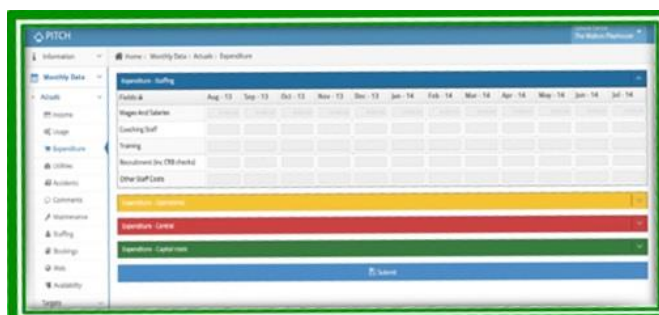 PITCH
The Walton Playhouse
Information
Home › Monthly Data › Actuals › Expenditure
Monthly Data
Expenditure - Staffing
Actuals
Fields
Aug - 13 Sep - 13 Oct - 13 Nov - 13 Dec - 13 Jan - 14 Feb - 14 Mar - 14 Apr - 14 May - 14 Jun - 14 Jul - 14
Income
Wages And Salaries
Usage
Coaching Staff
Expenditure
Training
Utilities
Recruitment (inc CRB checks)
Accidents
Other Staff Costs
Comments
Expenditure - Operational
Maintenance
Expenditure - Central
Staffing
Bookings
Expenditure - Capital
Web
Submit
Availability
Targets